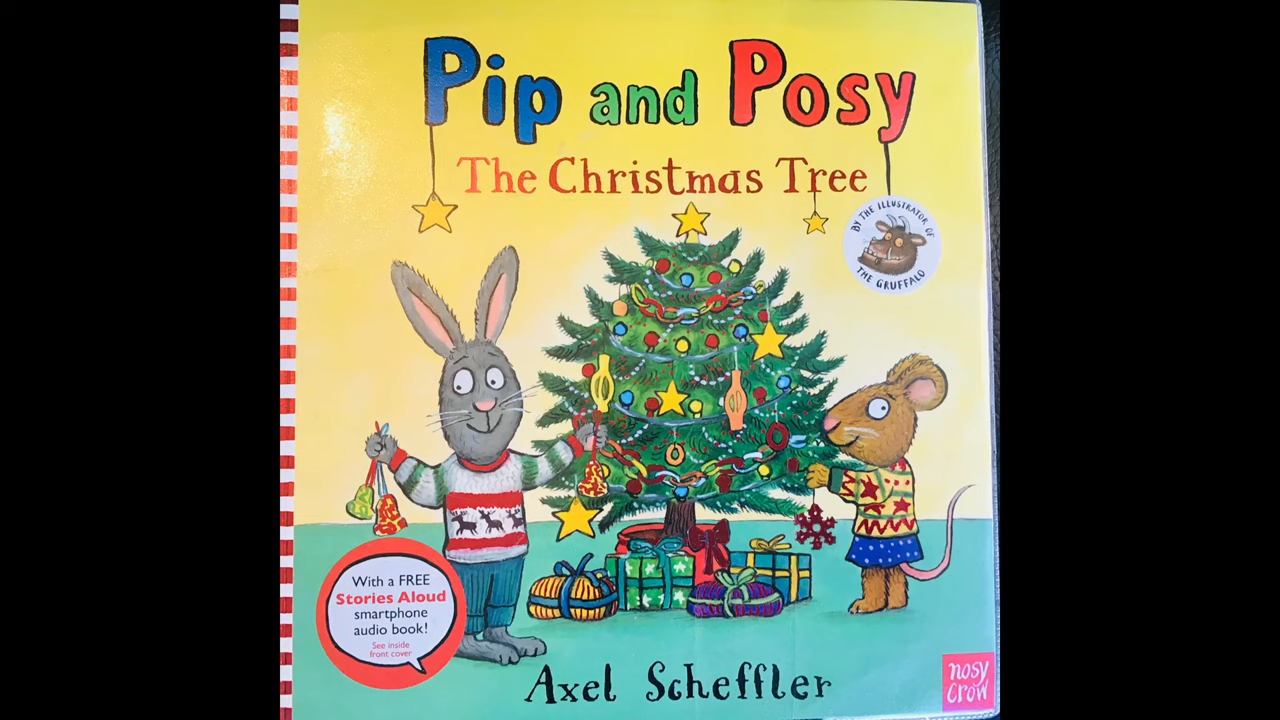 Pip and Posy
The Christmas Tree
BY THE ILLUSTRATOR OF
THE GRUFFALO
With a FREE
Stories Aloud
smartphone
audio book!
See inside
front cover
Axel Scheffler
nosy
crow